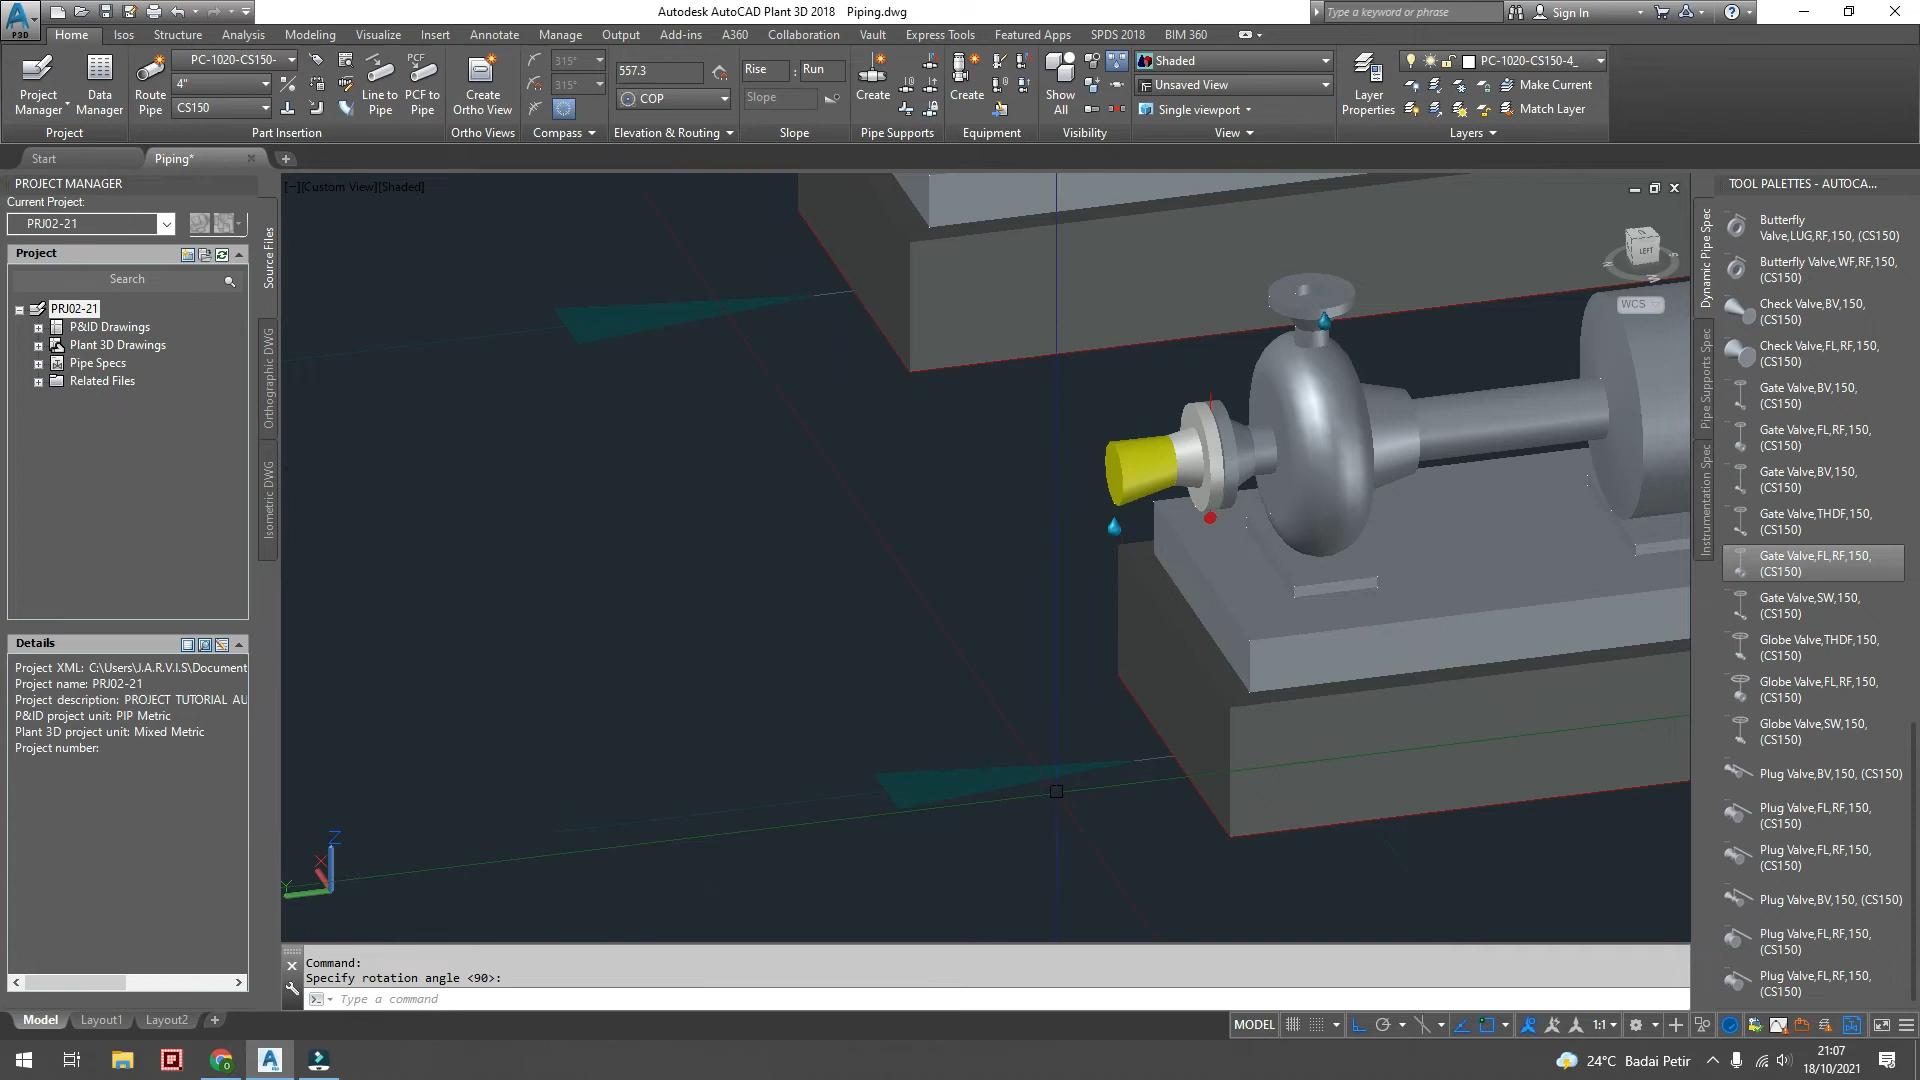 Autodesk AutoCAD Plant 3D 2018 Piping.dwg
Type a keyword or phrase
Sign In
P3D
Home Isos Structure Analysis Modeling Visualize Insert Annotate Manage Output Add-ins A360 Collaboration Vault Express Tools Featured Apps SPDS 2018 BIM 360
Project Manager
Data Manager
Project
Route Pipe
PC-1020-CS150-
4"
CS150
Line to Pipe
PCF
PCF to Pipe
Part Insertion
Create Ortho View
Ortho Views
315°
315°
Compass
557.3
COP
Elevation & Routing
Rise : Run
Slope
Slope
Create
Pipe Supports
Create
Equipment
Show All
Visibility
Shaded
Unsaved View
Single viewport
View
Layer Properties
PC-1020-CS150-4_
Make Current
Match Layer
Layers
Start
Piping*
PROJECT MANAGER
Current Project:
PRJ02-21
Project
Search
PRJ02-21
P&ID Drawings
Plant 3D Drawings
Pipe Specs
Related Files
Source Files
Orthographic DWG
Isometric DWG
Details
Project XML: C:\Users\J.A.R.V.I.S\Document
Project name: PRJ02-21
Project description: PROJECT TUTORIAL AU
P&ID project unit: PIP Metric
Plant 3D project unit: Mixed Metric
Project number:
[−][Custom View][Shaded]
LEFT
WCS
Z
X
Y
TOOL PALETTES - AUTOCA...
Dynamic Pipe Spec
Pipe Supports Spec
Instrumentation Spec
Butterfly
Valve,LUG,RF,150, (CS150)
Butterfly Valve,WF,RF,150,
(CS150)
Check Valve,BV,150,
(CS150)
Check Valve,FL,RF,150,
(CS150)
Gate Valve,BV,150,
(CS150)
Gate Valve,FL,RF,150,
(CS150)
Gate Valve,BV,150,
(CS150)
Gate Valve,THDF,150,
(CS150)
Gate Valve,FL,RF,150,
(CS150)
Gate Valve,SW,150,
(CS150)
Globe Valve,THDF,150,
(CS150)
Globe Valve,FL,RF,150,
(CS150)
Globe Valve,SW,150,
(CS150)
Plug Valve,BV,150, (CS150)
Plug Valve,FL,RF,150,
(CS150)
Plug Valve,FL,RF,150,
(CS150)
Plug Valve,BV,150, (CS150)
Plug Valve,FL,RF,150,
(CS150)
Plug Valve,FL,RF,150,
(CS150)
Command:
Specify rotation angle <90>:
Type a command
Model Layout1 Layout2
MODEL
1:1
24°C Badai Petir
21:07
18/10/2021